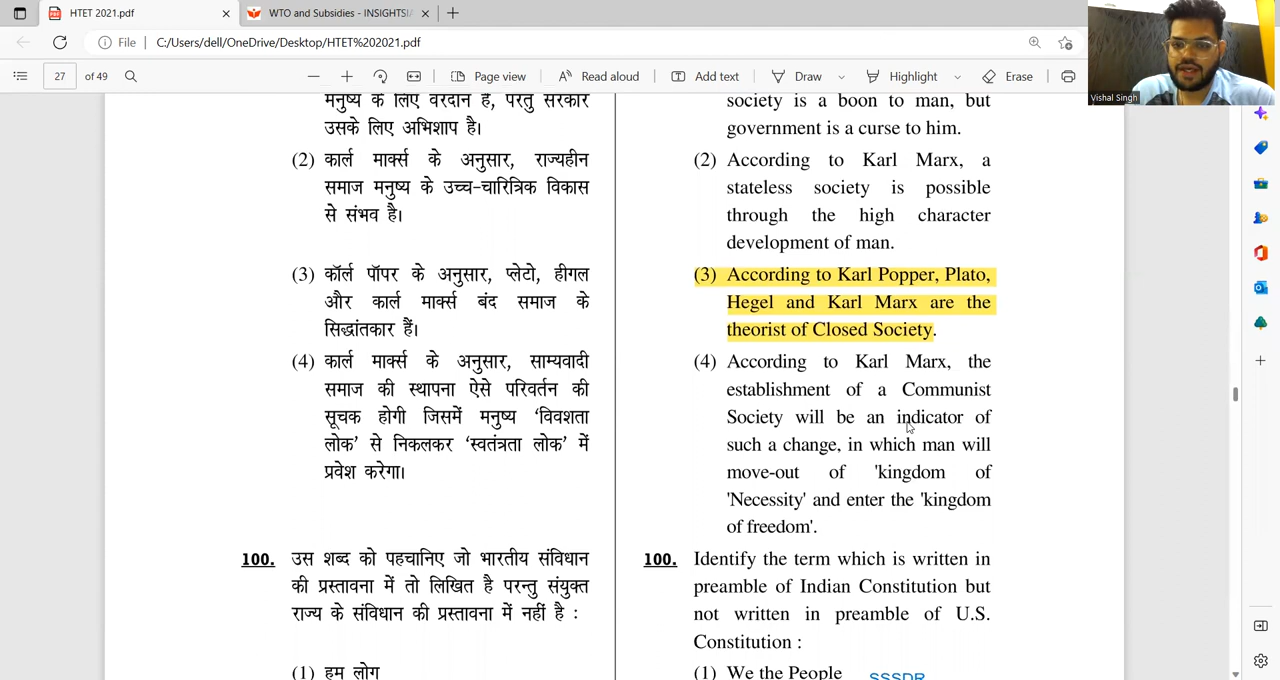 HTET 2021.pdf
WTO and Subsidies - INSIGHTSIA
File
C:/Users/dell/OneDrive/Desktop/HTET%202021.pdf
27
of 49
Page view
Read aloud
Add text
Draw
Highlight
Erase
Vishal Singh
मनुष्य के लिए वरदान है, परंतु सरकार
उसके लिए अभिशाप है।
(2) कार्ल मार्क्स के अनुसार, राज्यहीन
समाज मनुष्य के उच्च-चारित्रिक विकास
से संभव है।
(3) कॉर्ल पॉपर के अनुसार, प्लेटो, हीगल
और कार्ल मार्क्स बंद समाज के
सिद्धांतकार हैं।
(4) कार्ल मार्क्स के अनुसार, साम्यवादी
समाज की स्थापना ऐसे परिवर्तन की
सूचक होगी जिसमें मनुष्य ‘विवशता
लोक’ से निकलकर ‘स्वतंत्रता लोक’ में
प्रवेश करेगा।
100. उस शब्द को पहचानिए जो भारतीय संविधान
की प्रस्तावना में तो लिखित है परन्तु संयुक्त
राज्य के संविधान की प्रस्तावना में नहीं है :
(1) हम लोग
society is a boon to man, but
government is a curse to him.
(2) According to Karl Marx, a
stateless society is possible
through the high character
development of man.
(3) According to Karl Popper, Plato,
Hegel and Karl Marx are the
theorist of Closed Society.
(4) According to Karl Marx, the
establishment of a Communist
Society will be an indicator of
such a change, in which man will
move-out of 'kingdom of
'Necessity' and enter the 'kingdom
of freedom'.
100. Identify the term which is written in
preamble of Indian Constitution but
not written in preamble of U.S.
Constitution :
(1) We the People
SSSDR